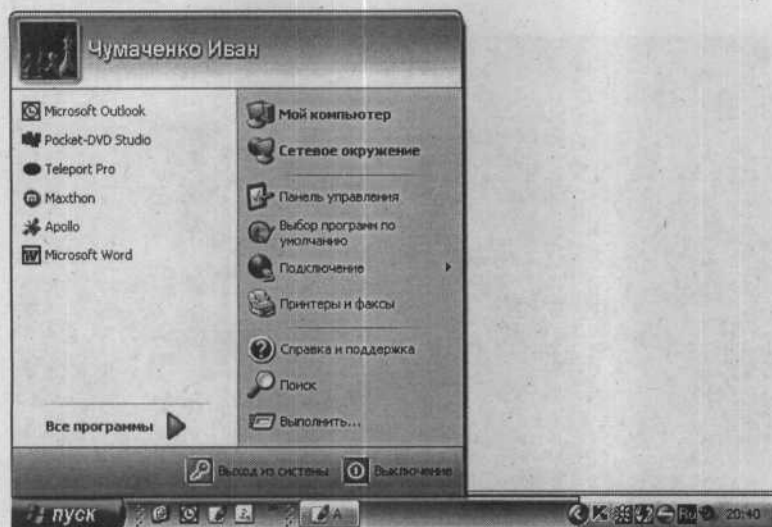 Чумаченко Иван
Microsoft Outlook
Pocket-DVD Studio
Teleport Pro
Maxthon
Apollo
Microsoft Word
Все программы
Мой компьютер
Сетевое окружение
Панель управления
Выбор программ по
умолчанию
Подключение
Принтеры и факсы
Справка и поддержка
Поиск
Выполнить...
Выход из системы
Выключение
пуск
A
K
Ru
20:40